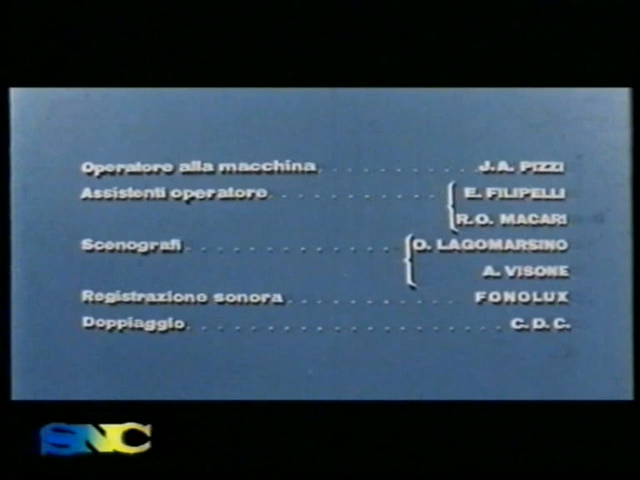 Operatore alla macchina . . . . . . . . . . J. A. PIZZI
Assistenti operatore . . . . . . . . . . . { E. FILIPELLI
R. O. MACARI
Scenografi . . . . . . . . . . . . . { O. LAGOMARSINO
A. VISONE
Registrazione sonora . . . . . . . . . . . FONOLUX
Doppiaggio . . . . . . . . . . . . . . . . . . . C. D. C.
SNC